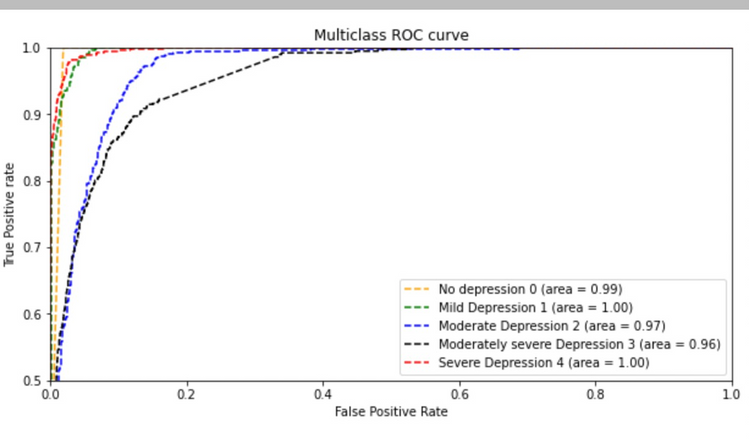 Multiclass ROC curve
1.0
0.9
0.8
0.7
0.6
0.5
True Positive rate
No depression 0 (area = 0.99)
Mild Depression 1 (area = 1.00)
Moderate Depression 2 (area = 0.97)
Moderately severe Depression 3 (area = 0.96)
Severe Depression 4 (area = 1.00)
0.0 0.2 0.4 0.6 0.8 1.0
False Positive Rate